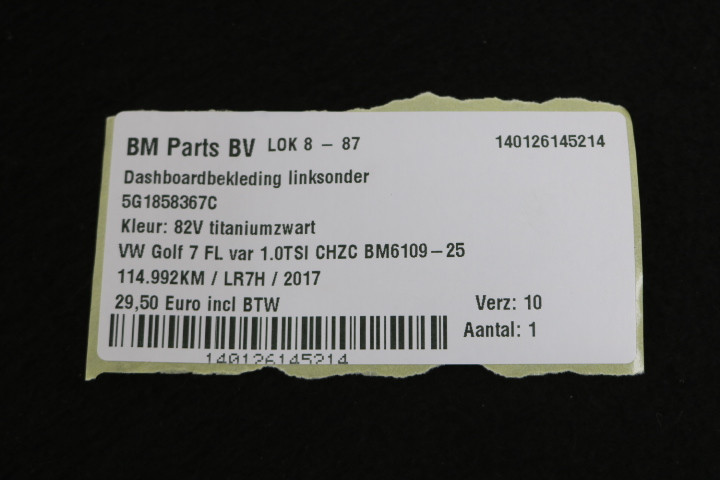 BM Parts BV LOK 8 – 87 140126145214
Dashboardbekleding linksonder
5G1858367C
Kleur: 82V titaniumzwart
VW Golf 7 FL var 1.0TSI CHZC BM6109-25
114.992KM / LR7H / 2017
29,50 Euro incl BTW Verz: 10
Aantal: 1
140126145214